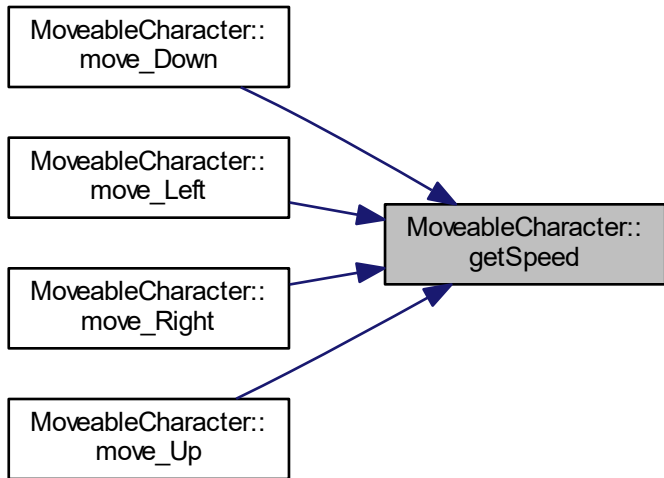 MoveableCharacter::
move_Down
MoveableCharacter::
move_Left
MoveableCharacter::
getSpeed
MoveableCharacter::
move_Right
MoveableCharacter::
move_Up